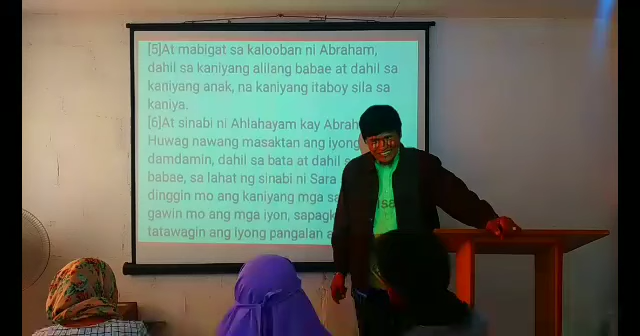 [5]At mabigat sa kalooban ni Abraham,
dahil sa kaniyang alilang babae at dahil sa
kaniyang anak, na kaniyang itaboy sila sa
kaniya.
[6]At sinabi ni Ahlahayam kay Abrah
Huwag nawang masaktan ang iyong
damdamin, dahil sa bata at dahil s
babae, sa lahat ng sinabi ni Sara
dinggin mo ang kaniyang mga sa
gawin mo ang mga iyon, sapagk
tatawagin ang iyong pangalan a